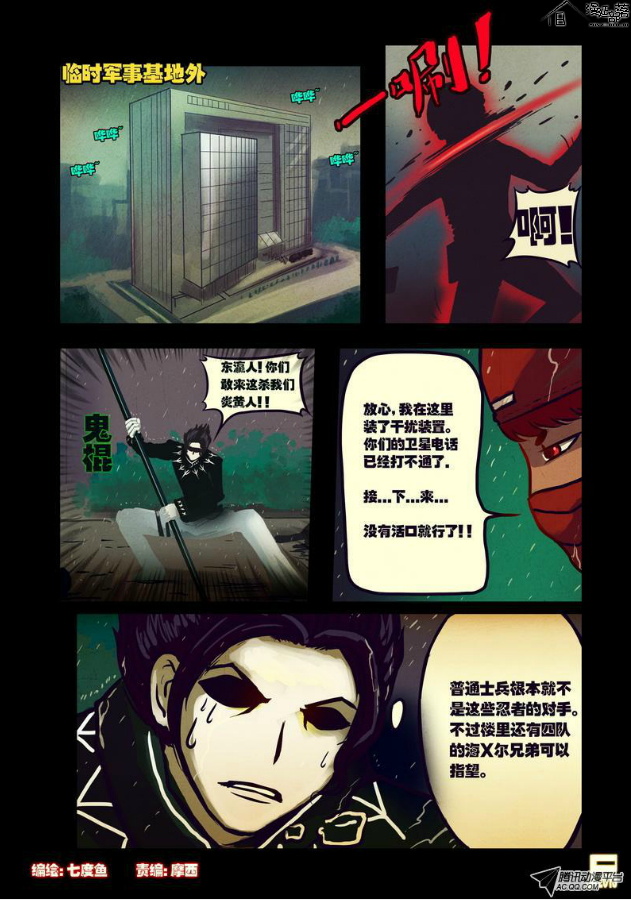 漫画部落
临时军事基地外
哗哗~
哗哗~
哗哗~
哗哗~
一唰！
啊！
东瀛人！你们
敢来这杀我们
炎黄人！！
鬼棍
放心，我在这里
装了干扰装置。
你们的卫星电话
已经打不通了．
接...下...来...
没有活口就行了！！
普通士兵根本就不
是这些忍者的对手。
不过楼里还有四队
的海X尔兄弟可以
指望。
编绘：七度鱼
责编：摩西
腾讯动漫平台
AC.QQ.COM